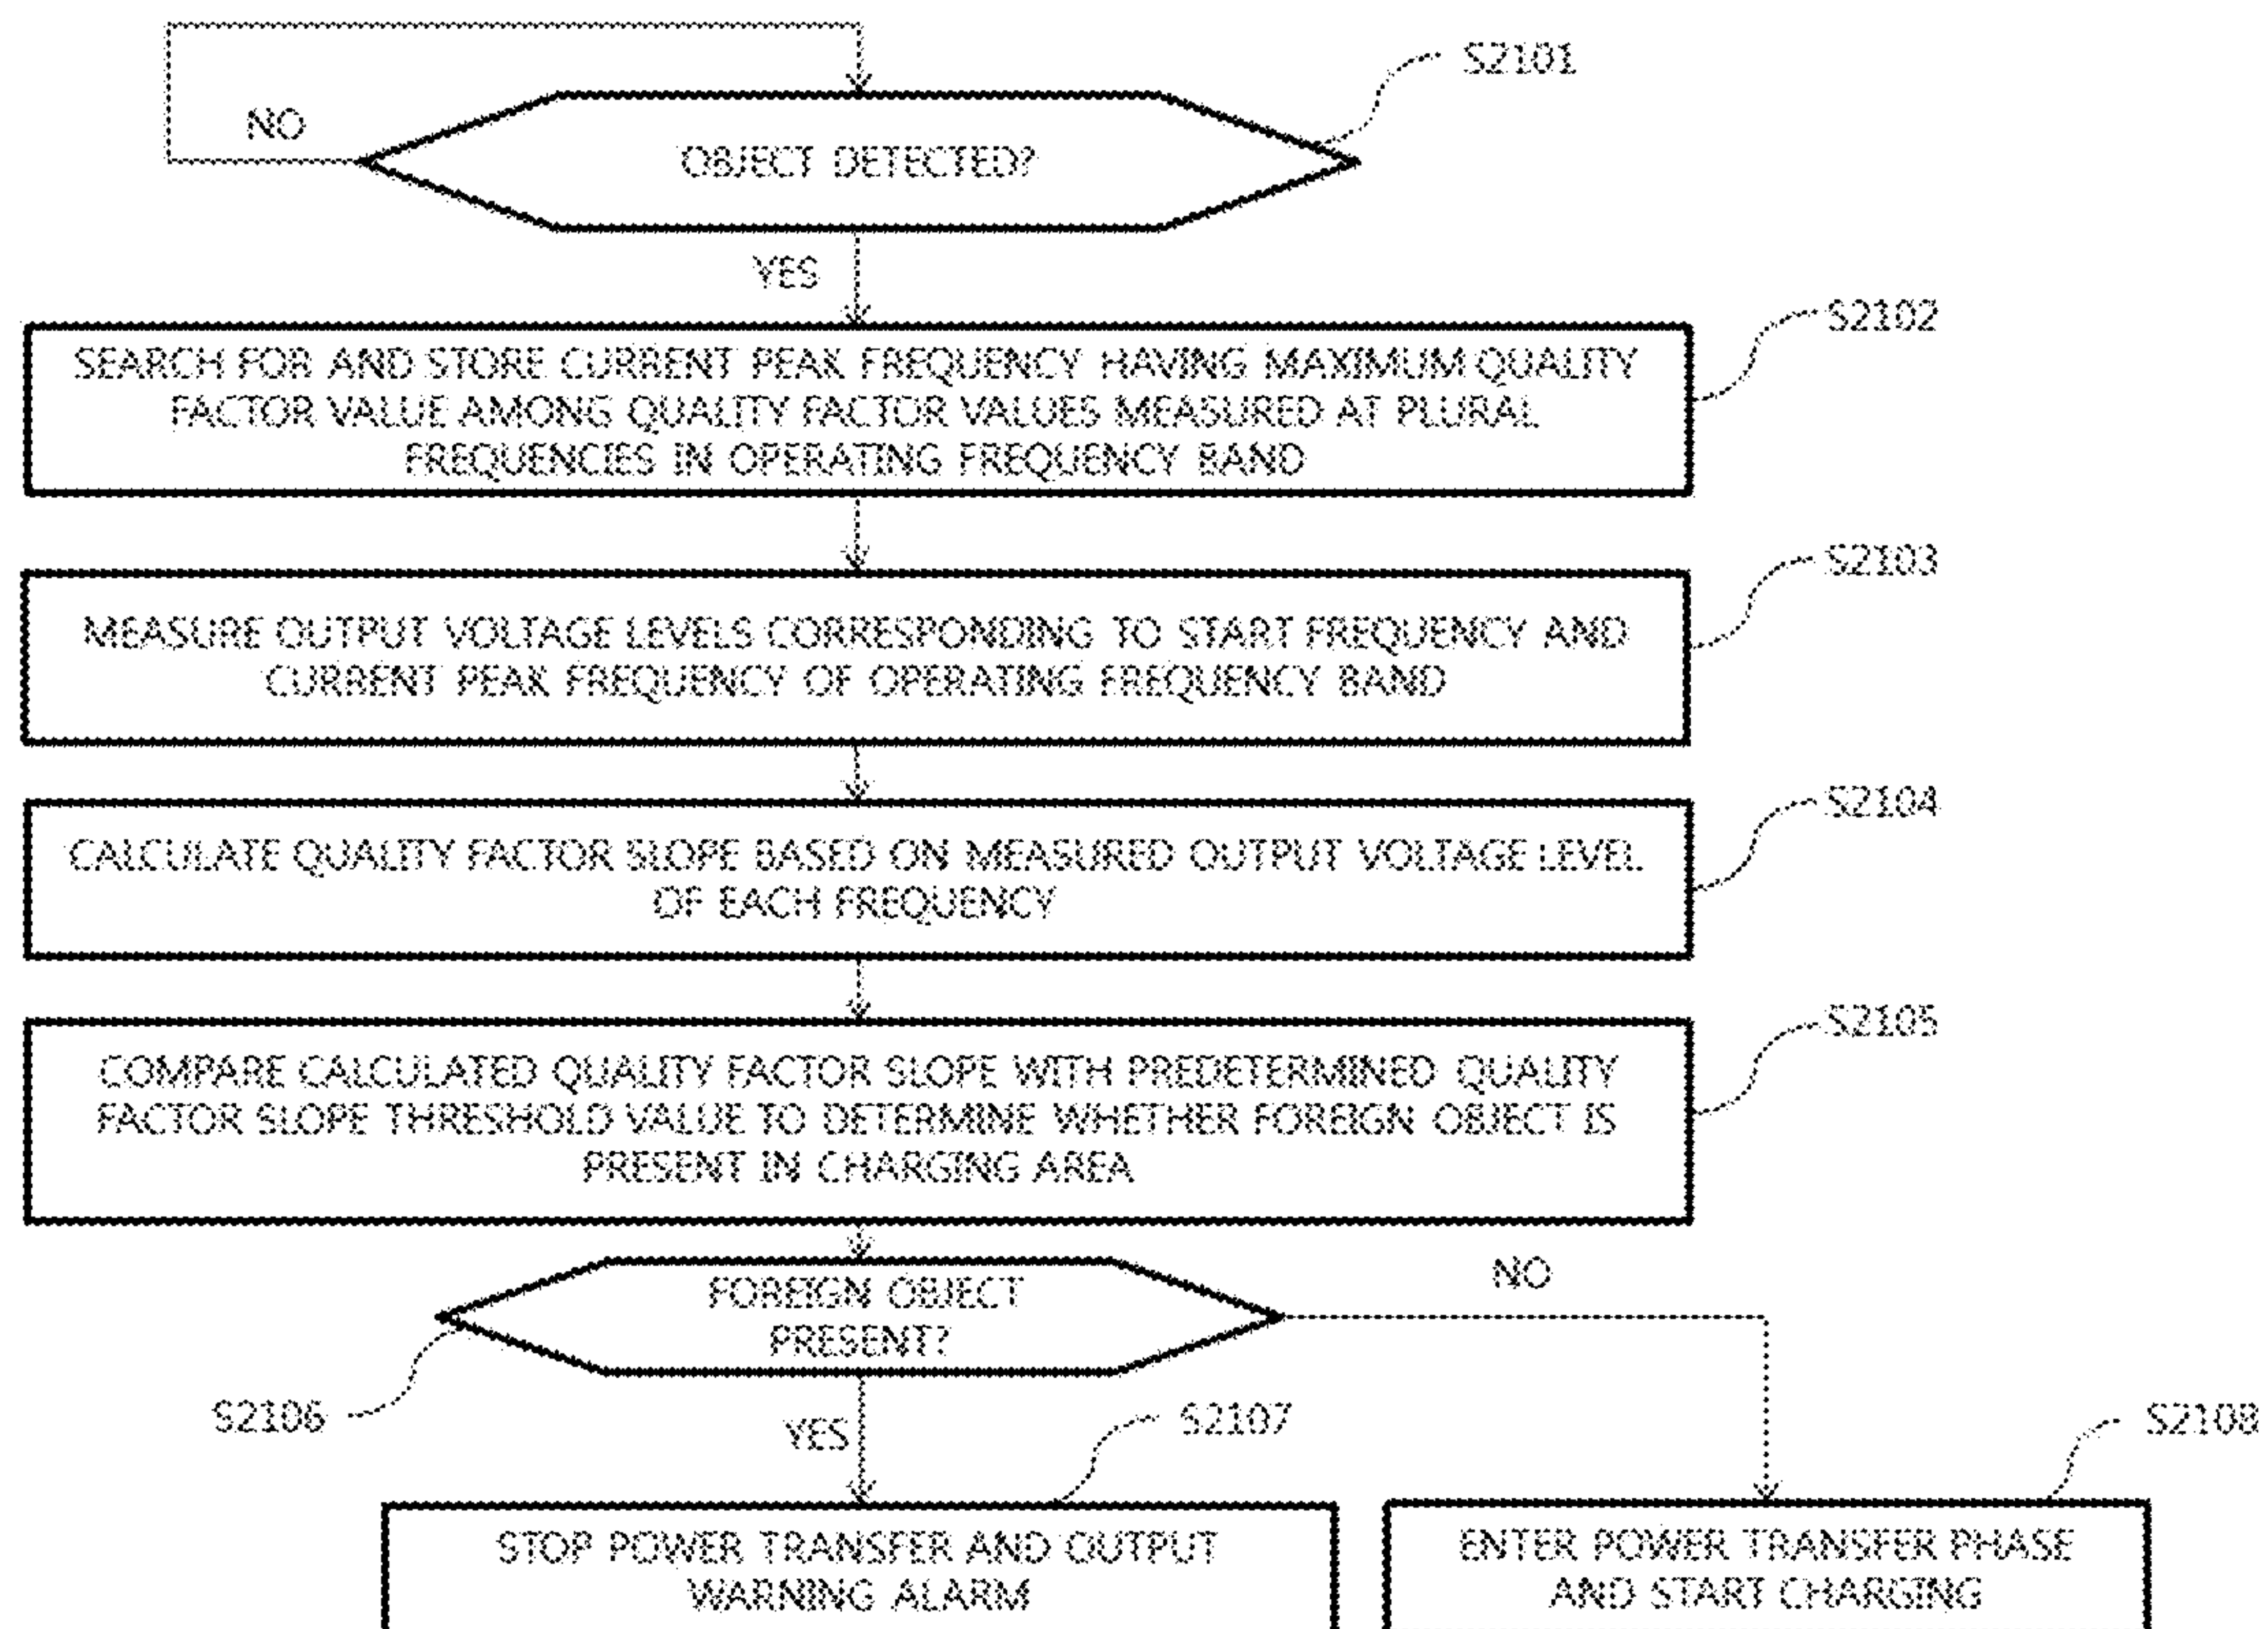 S2101
NO
OBJECT DETECTED?
YES
S2102
SEARCH FOR AND STORE CURRENT PEAK FREQUENCY HAVING MAXIMUM QUALITY
FACTOR VALUE AMONG QUALITY FACTOR VALUES MEASURED AT PLURAL
FREQUENCIES IN OPERATING FREQUENCY BAND
S2103
MEASURE OUTPUT VOLTAGE LEVELS CORRESPONDING TO START FREQUENCY AND
CURRENT PEAK FREQUENCY OF OPERATING FREQUENCY BAND
S2104
CALCULATE QUALITY FACTOR SLOPE BASED ON MEASURED OUTPUT VOLTAGE LEVEL
OF EACH FREQUENCY
S2105
COMPARE CALCULATED QUALITY FACTOR SLOPE WITH PREDETERMINED QUALITY
FACTOR SLOPE THRESHOLD VALUE TO DETERMINE WHETHER FOREIGN OBJECT IS
PRESENT IN CHARGING AREA
NO
FOREIGN OBJECT
PRESENT?
S2106
YES
S2107
S2108
STOP POWER TRANSFER AND OUTPUT
WARNING ALARM
ENTER POWER TRANSFER PHASE
AND START CHARGING